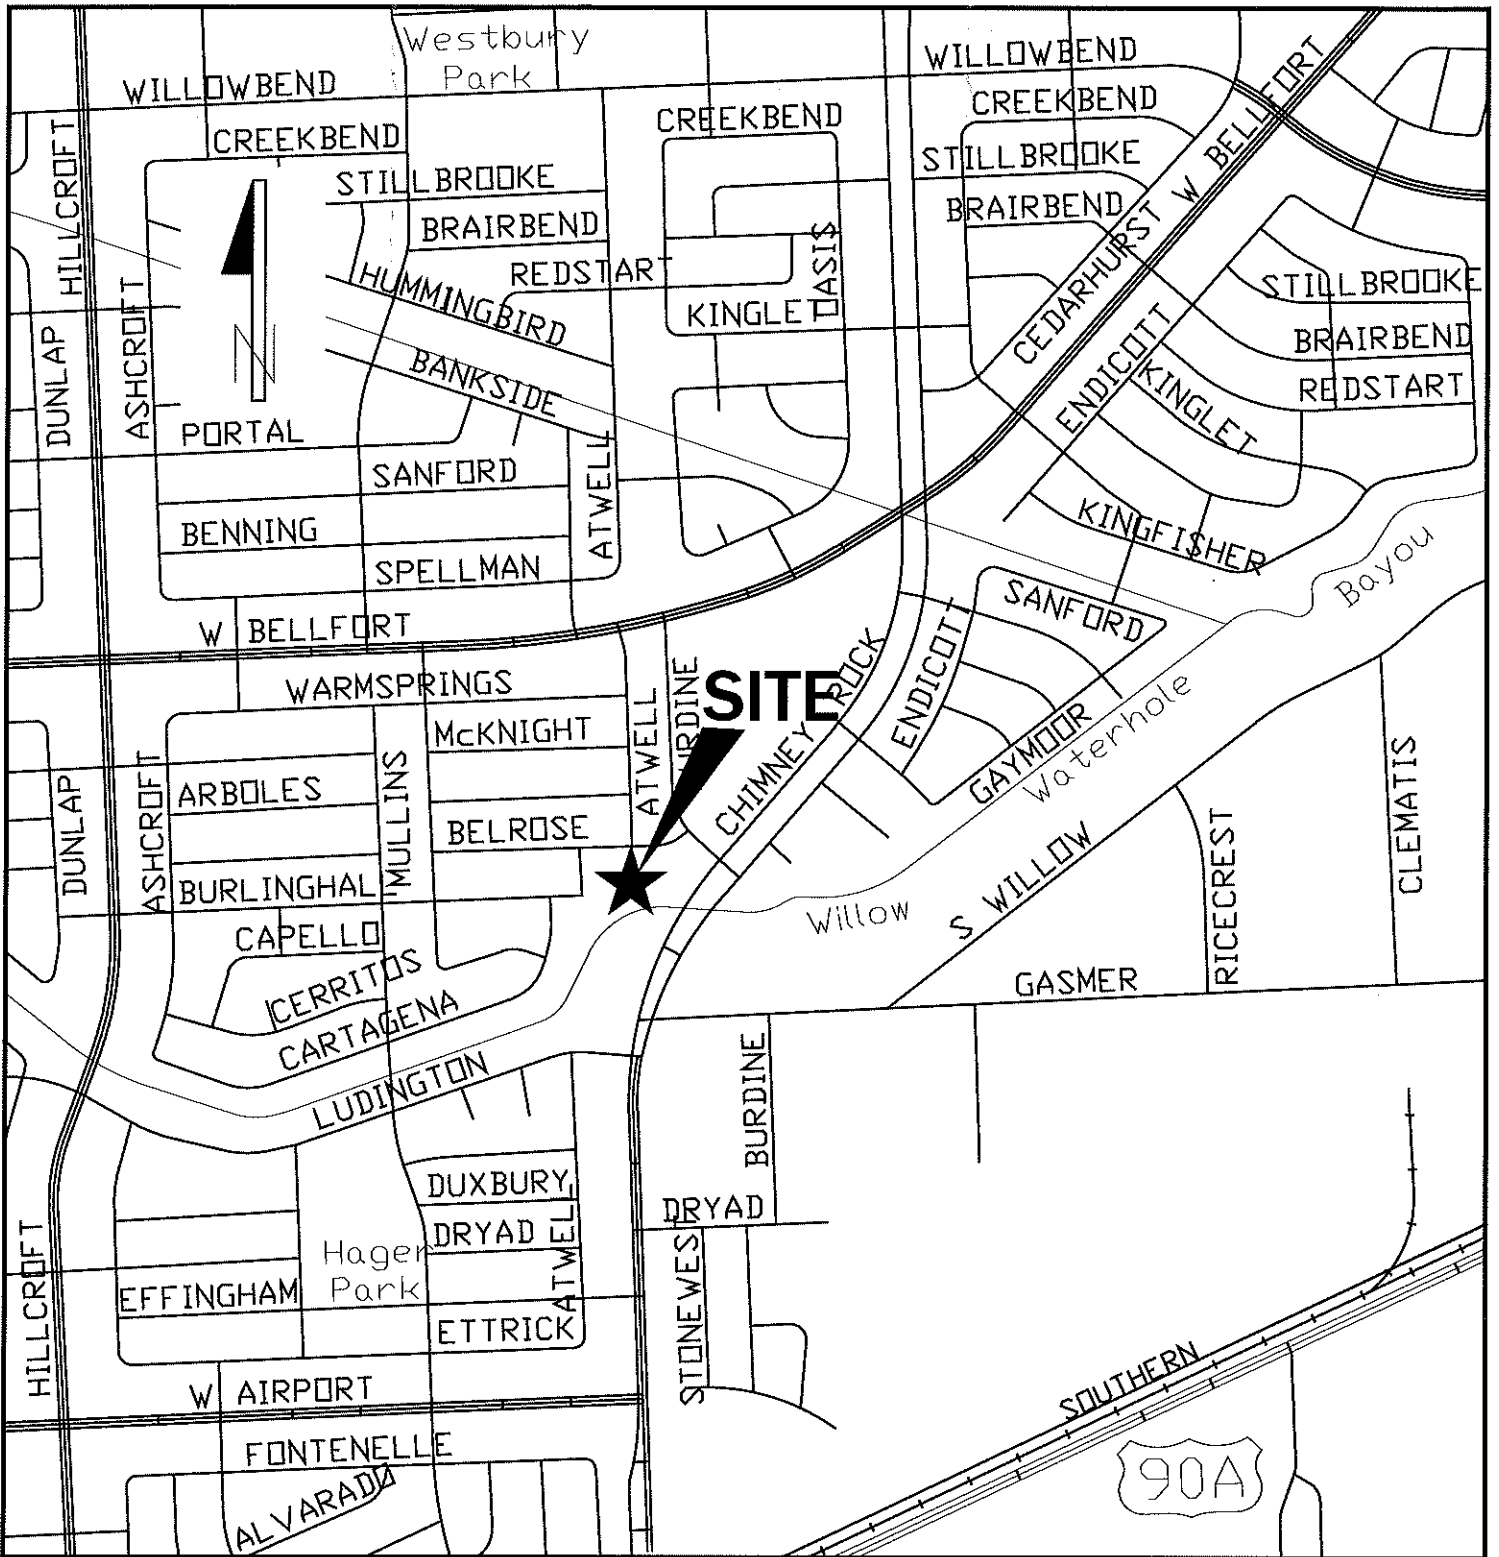 Westbury
Park
WILLOWBEND
WILLOWBEND
CREEKBEND
CREEKBEND
CREEKBEND
HILLCROFT
STILLBROOKE
STILLBROOKE
W BELLFORT
BRAIRBEND
BRAIRBEND
REDSTART
OASIS
CEDARHURST
STILLBROOKE
HUMMINGBIRD
KINGLET
BRAIRBEND
ASHCROFT
DUNLAP
N
BANKSIDE
ENDICOTT
KINGLET
REDSTART
PORTAL
SANFORD
ATWELL
BENNING
KINGFISHER
SPELLMAN
Bayou
W BELLFORT
SANFORD
WARMSPRINGS
SITE
ENDICOTT
McKNIGHT
ATWELL
CHIMNEY ROCK
GAYMOOR
Waterhole
ARBOLES
MULLINS
ASHCROFT
DUNLAP
BELROSE
S WILLOW
RICECREST
CLEMATIS
BURLINGHAL
Willow
CAPELLO
CERRITOS
GASMER
CARTAGENA
LUDINGTON
BURDINE
DUXBURY
DRYAD
DRYAD
ATWELL
Hager
Park
HILLCROFT
EFFINGHAM
ETTRICK
STONEWEST
W AIRPORT
SOUTHERN
FONTENELLE
ALVARADO
90A